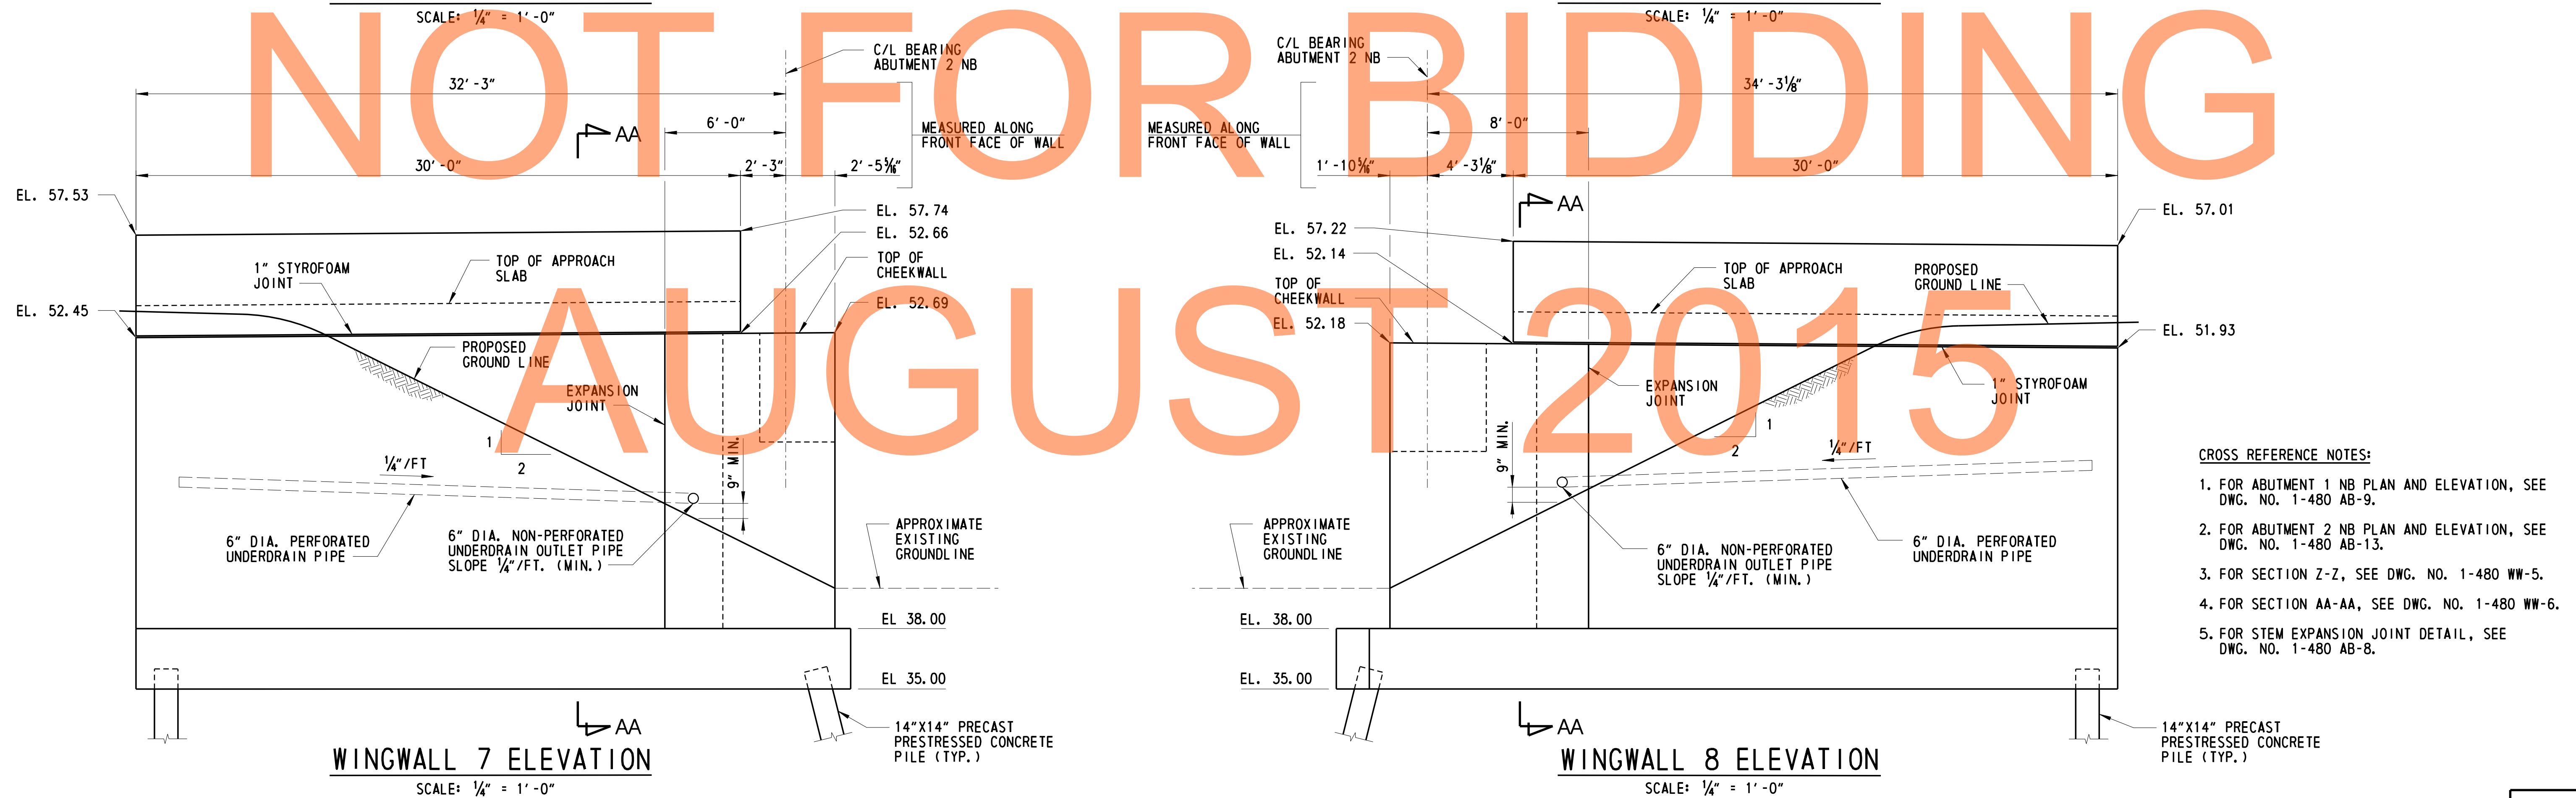 SCALE: ¼" = 1'-0"
SCALE: ¼" = 1'-0"
NOT FOR BIDDING
AUGUST 2015
C/L BEARING
ABUTMENT 2 NB
32'-3"
AA
6'-0"
MEASURED ALONG
FRONT FACE OF WALL
30'-0"
2'-3"
2'-5⁵⁄₁₆"
EL. 57.53
EL. 57.74
EL. 52.66
TOP OF
CHEEKWALL
1" STYROFOAM
JOINT
TOP OF APPROACH
SLAB
EL. 52.45
EL. 52.69
PROPOSED
GROUND LINE
EXPANSION
JOINT
1
2
9" MIN.
¼"/FT
6" DIA. PERFORATED
UNDERDRAIN PIPE
6" DIA. NON-PERFORATED
UNDERDRAIN OUTLET PIPE
SLOPE ¼"/FT. (MIN.)
APPROXIMATE
EXISTING
GROUNDLINE
EL 38.00
EL 35.00
AA
14"X14" PRECAST
PRESTRESSED CONCRETE
PILE (TYP.)
WINGWALL 7 ELEVATION
SCALE: ¼" = 1'-0"
C/L BEARING
ABUTMENT 2 NB
34'-3⅛"
MEASURED ALONG
FRONT FACE OF WALL
8'-0"
1'-10⁵⁄₁₆"
4'-3⅛"
30'-0"
AA
EL. 57.01
EL. 57.22
EL. 52.14
TOP OF
CHEEKWALL
EL. 52.18
TOP OF APPROACH
SLAB
PROPOSED
GROUND LINE
EL. 51.93
EXPANSION
JOINT
1" STYROFOAM
JOINT
1
2
9" MIN.
¼"/FT
APPROXIMATE
EXISTING
GROUNDLINE
6" DIA. NON-PERFORATED
UNDERDRAIN OUTLET PIPE
SLOPE ¼"/FT. (MIN.)
6" DIA. PERFORATED
UNDERDRAIN PIPE
EL. 38.00
EL. 35.00
AA
14"X14" PRECAST
PRESTRESSED CONCRETE
PILE (TYP.)
WINGWALL 8 ELEVATION
SCALE: ¼" = 1'-0"
CROSS REFERENCE NOTES:
1. FOR ABUTMENT 1 NB PLAN AND ELEVATION, SEE
DWG. NO. 1-480 AB-9.
2. FOR ABUTMENT 2 NB PLAN AND ELEVATION, SEE
DWG. NO. 1-480 AB-13.
3. FOR SECTION Z-Z, SEE DWG. NO. 1-480 WW-5.
4. FOR SECTION AA-AA, SEE DWG. NO. 1-480 WW-6.
5. FOR STEM EXPANSION JOINT DETAIL, SEE
DWG. NO. 1-480 AB-8.